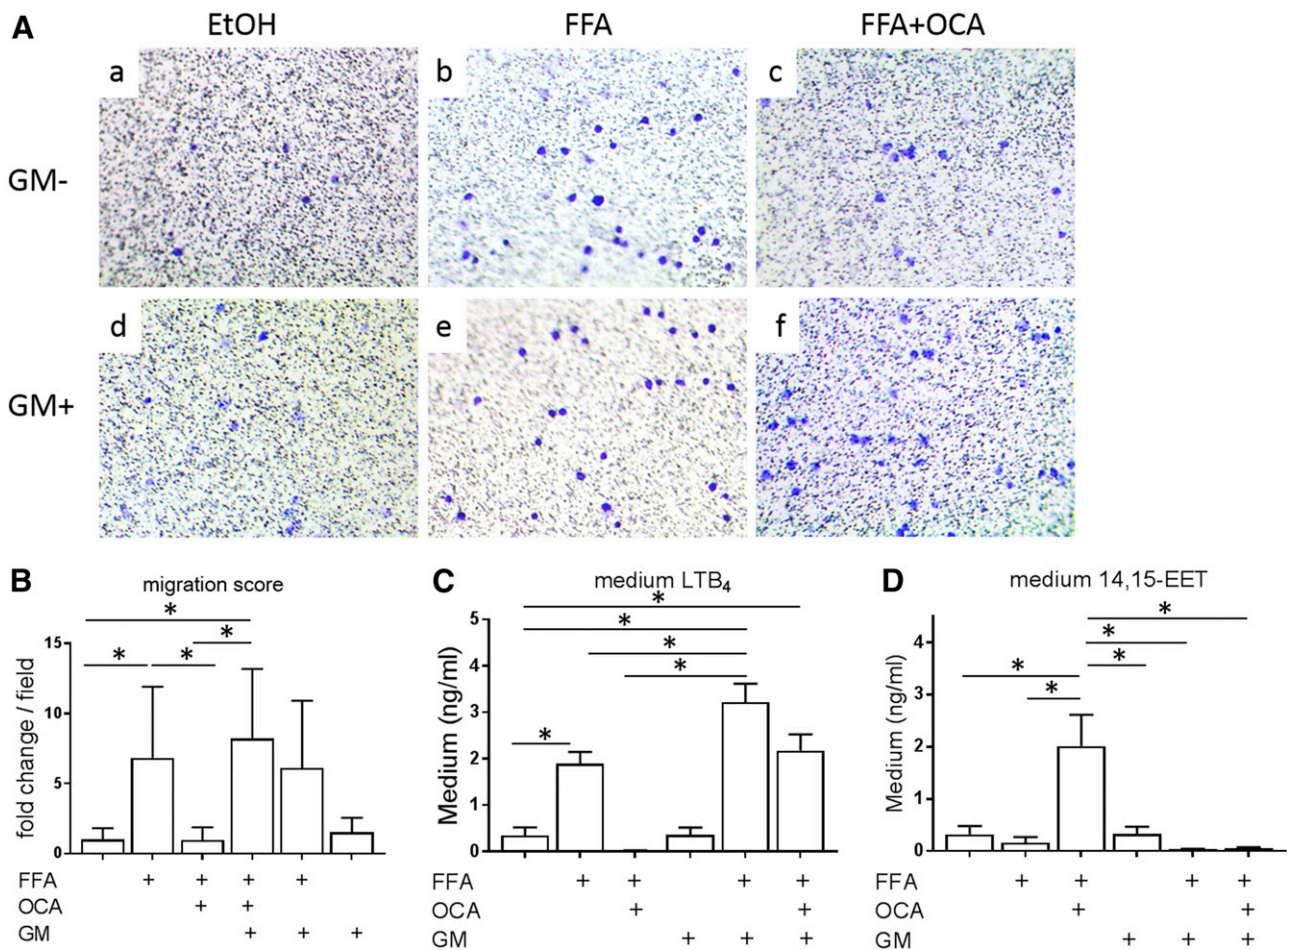 A EtOH FFA FFA+OCA
a b c
GM-
d e f
GM+
B C D
migration score medium LTB4 medium 14,15-EET
fold change / field
15
10
5
0
* * * *
FFA + + + +
OCA + +
GM + + +
Medium (ng/ml)
5
4
3
2
1
0
* * * * *
FFA + + + +
OCA + +
GM + + +
Medium (ng/ml)
4
3
2
1
0
* * * * *
FFA + + + +
OCA + +
GM + + +